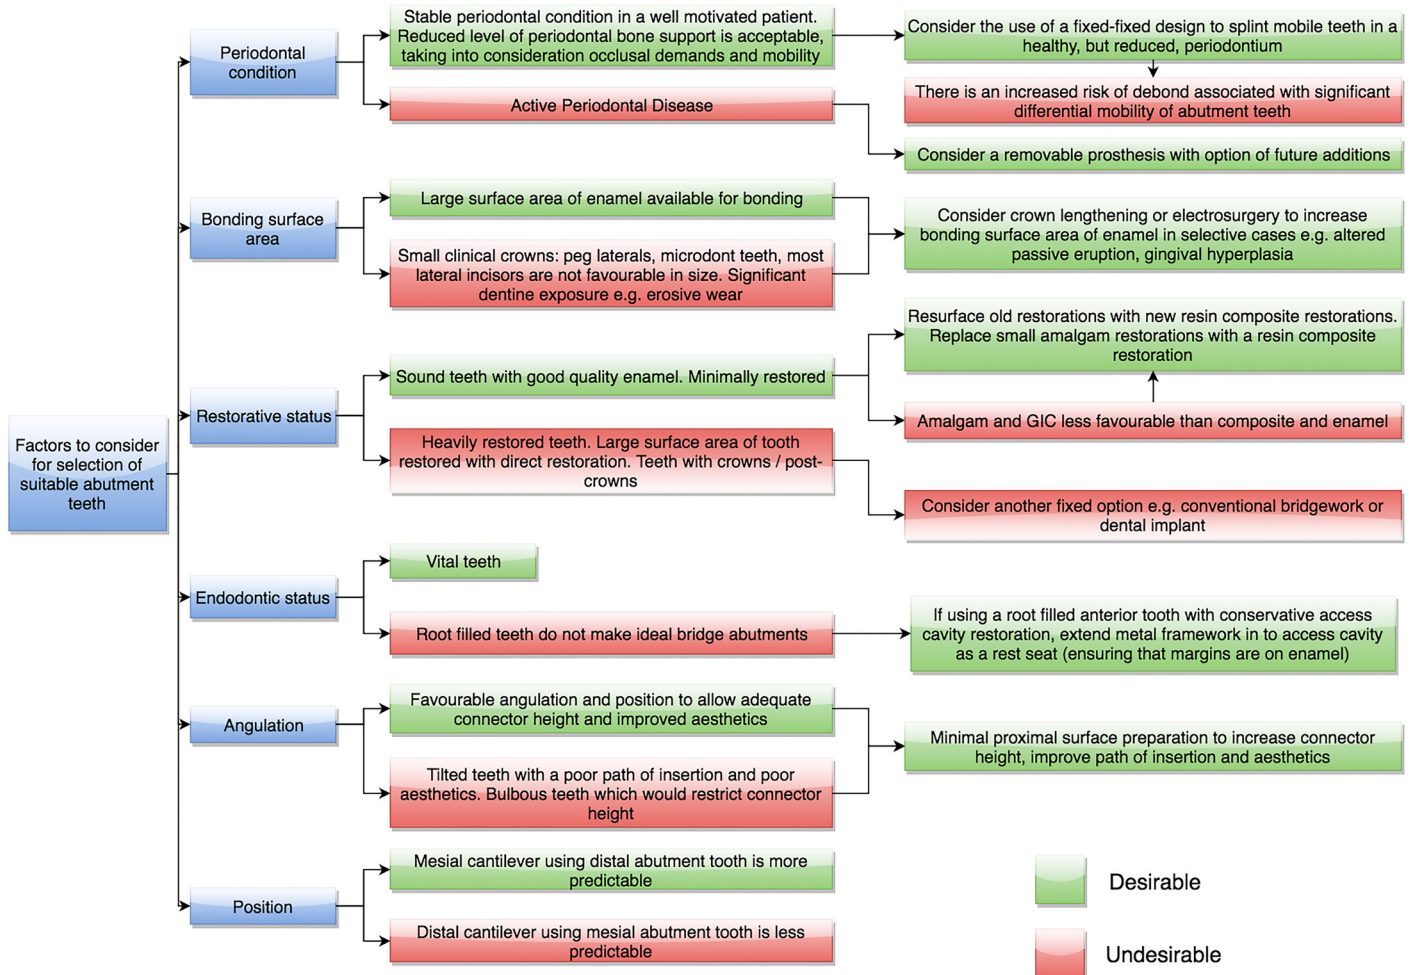 Factors to consider
for selection of
suitable abutment
teeth
Periodontal
condition
Stable periodontal condition in a well motivated patient.
Reduced level of periodontal bone support is acceptable,
taking into consideration occlusal demands and mobility
Consider the use of a fixed-fixed design to splint mobile teeth in a
healthy, but reduced, periodontium
There is an increased risk of debond associated with significant
differential mobility of abutment teeth
Active Periodontal Disease
Consider a removable prosthesis with option of future additions
Bonding surface
area
Large surface area of enamel available for bonding
Small clinical crowns: peg laterals, microdont teeth, most
lateral incisors are not favourable in size. Significant
dentine exposure e.g. erosive wear
Consider crown lengthening or electrosurgery to increase
bonding surface area of enamel in selective cases e.g. altered
passive eruption, gingival hyperplasia
Restorative status
Sound teeth with good quality enamel. Minimally restored
Resurface old restorations with new resin composite restorations.
Replace small amalgam restorations with a resin composite
restoration
Amalgam and GIC less favourable than composite and enamel
Heavily restored teeth. Large surface area of tooth
restored with direct restoration. Teeth with crowns / post-
crowns
Consider another fixed option e.g. conventional bridgework or
dental implant
Endodontic status
Vital teeth
Root filled teeth do not make ideal bridge abutments
If using a root filled anterior tooth with conservative access
cavity restoration, extend metal framework in to access cavity
as a rest seat (ensuring that margins are on enamel)
Angulation
Favourable angulation and position to allow adequate
connector height and improved aesthetics
Tilted teeth with a poor path of insertion and poor
aesthetics. Bulbous teeth which would restrict connector
height
Minimal proximal surface preparation to increase connector
height, improve path of insertion and aesthetics
Position
Mesial cantilever using distal abutment tooth is more
predictable
Distal cantilever using mesial abutment tooth is less
predictable
Desirable
Undesirable